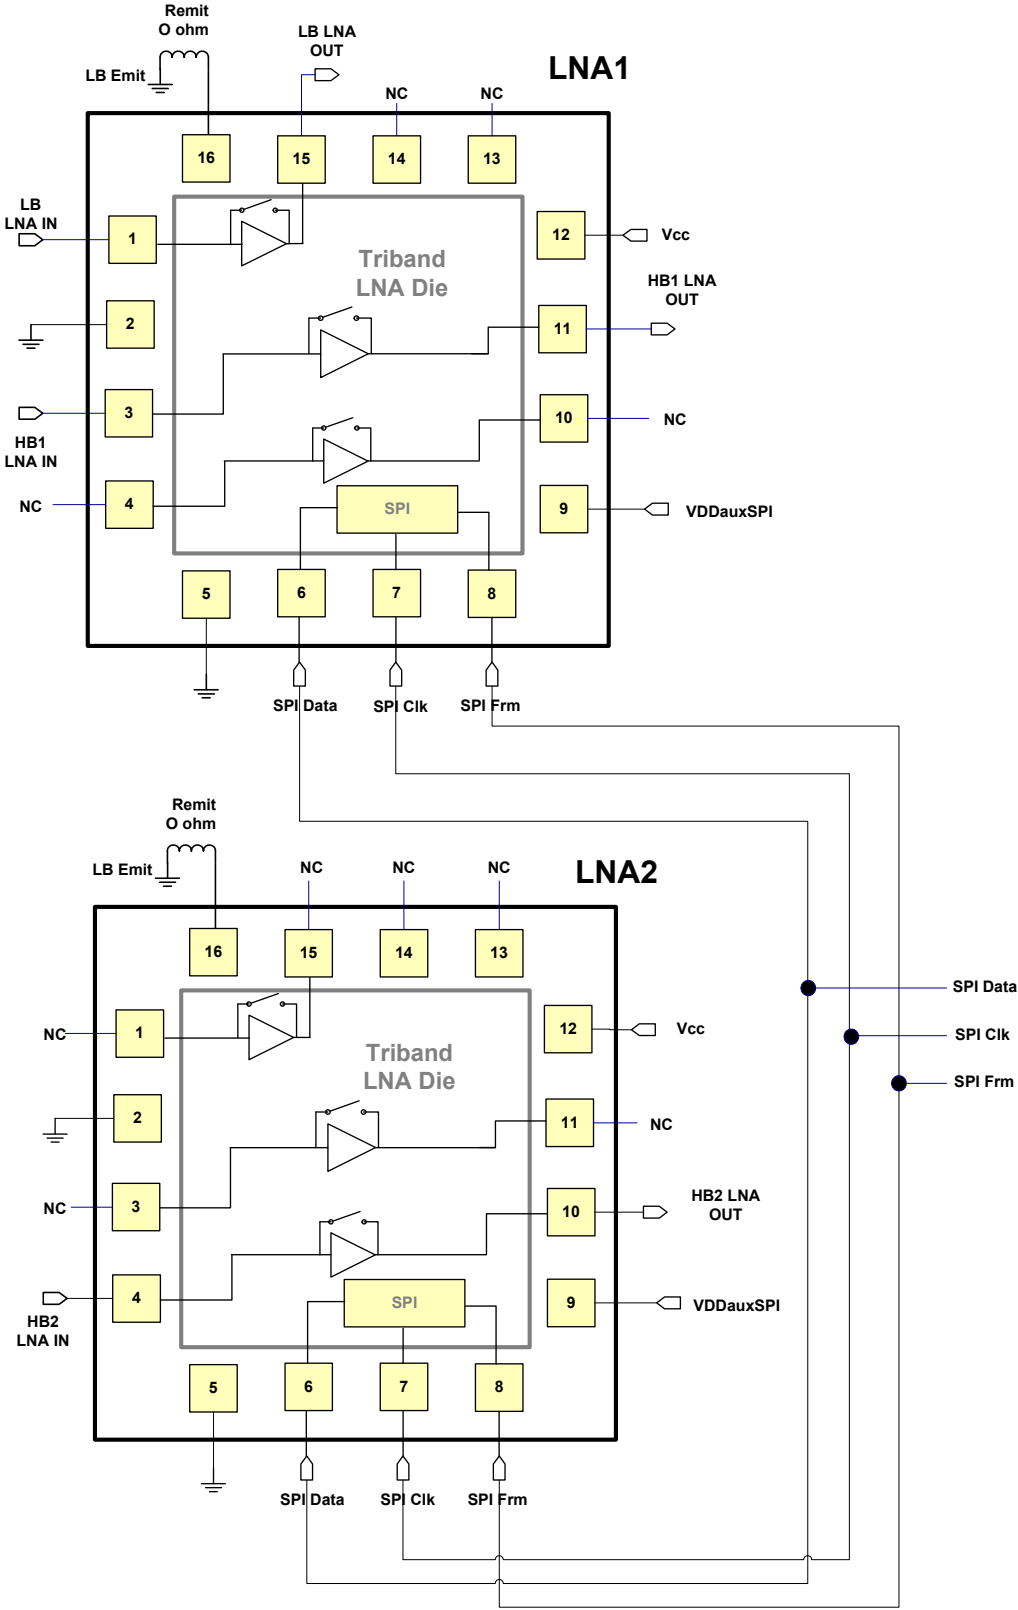 Remit
O ohm
LB Emit
LB LNA
OUT
LNA1
NC
NC
16
15
14
13
LB
LNA IN
1
12
Vcc
Triband
LNA Die
HB1 LNA
OUT
2
11
3
HB1
LNA IN
10
NC
NC
4
SPI
9
VDDauxSPI
5
6
7
8
SPI Data
SPI Clk
SPI Frm
Remit
O ohm
LB Emit
NC
NC
NC
LNA2
16
15
14
13
SPI Data
NC
1
12
Vcc
SPI Clk
Triband
LNA Die
SPI Frm
2
11
NC
NC
3
10
HB2 LNA
OUT
4
HB2
LNA IN
SPI
9
VDDauxSPI
5
6
7
8
SPI Data
SPI Clk
SPI Frm